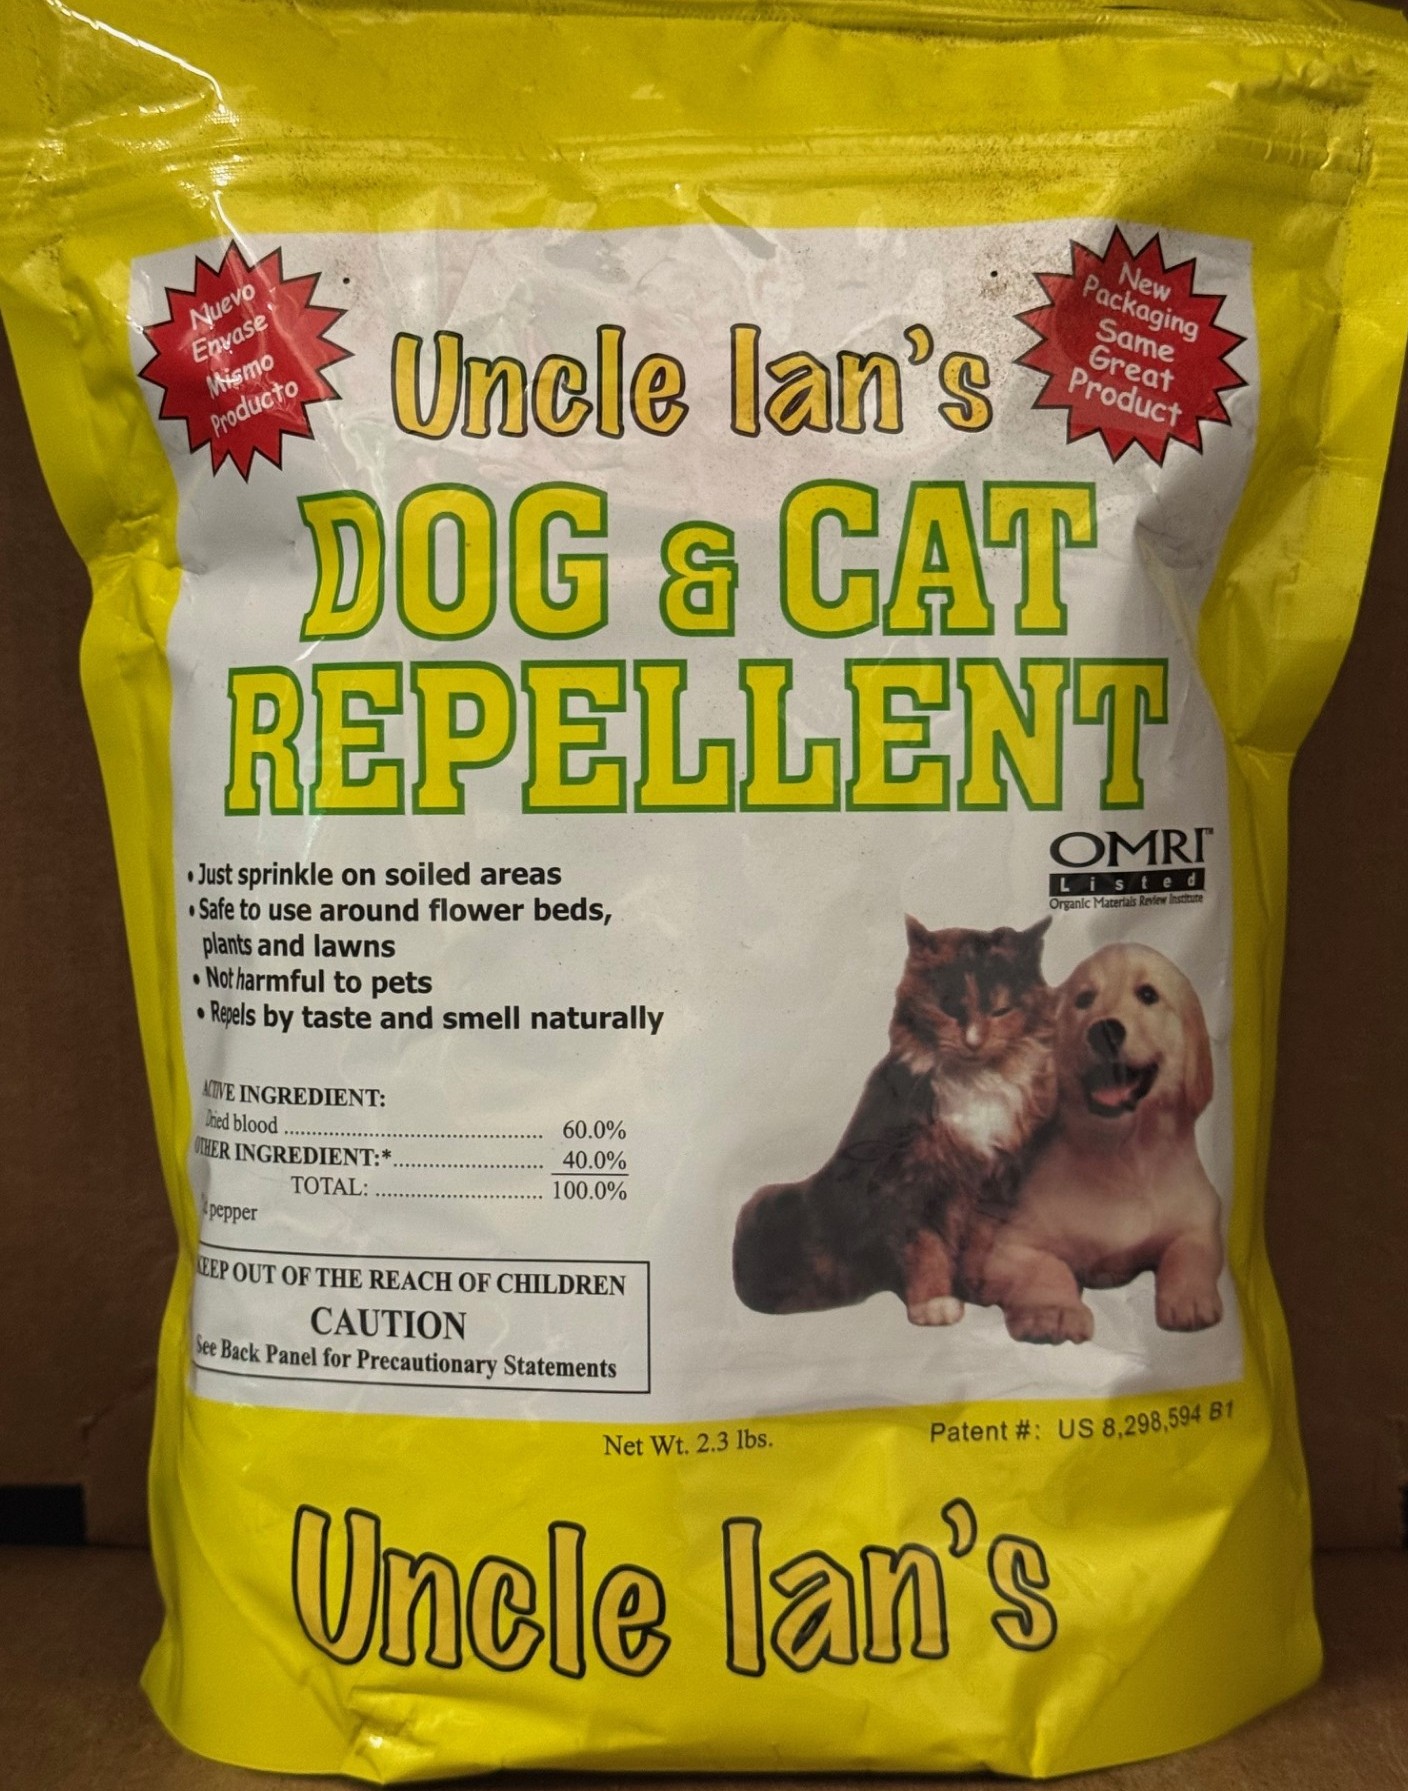 Nuevo
Envase
Mismo
Producto
New
Packaging
Same
Great
Product
Uncle Ian's
DOG & CAT
REPELLENT
OMRI™
Listed
Organic Materials Review Institute
• Just sprinkle on soiled areas
• Safe to use around flower beds,
plants and lawns
• Not harmful to pets
• Repels by taste and smell naturally
ACTIVE INGREDIENT:
Dried blood ........................................ 60.0%
OTHER INGREDIENT:*....................... 40.0%
TOTAL: .......................... 100.0%
pepper
KEEP OUT OF THE REACH OF CHILDREN
CAUTION
See Back Panel for Precautionary Statements
Net Wt. 2.3 lbs.
Patent #: US 8,298,594 B1
Uncle Ian's